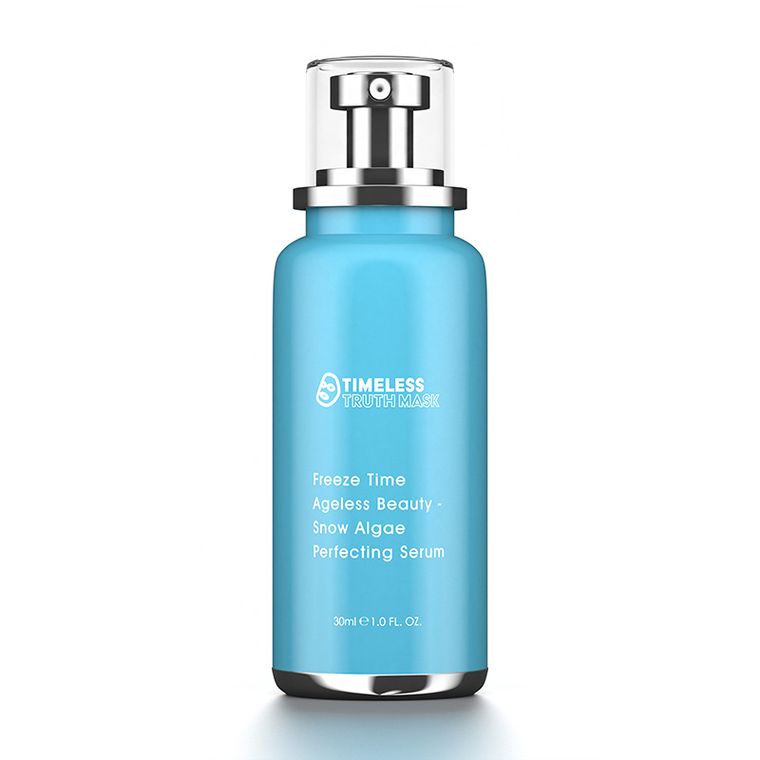 TIMELESS
TRUTH MASK
Freeze Time
Ageless Beauty -
Snow Algae
Perfecting Serum
30ml ℮ 1.0 FL. OZ.